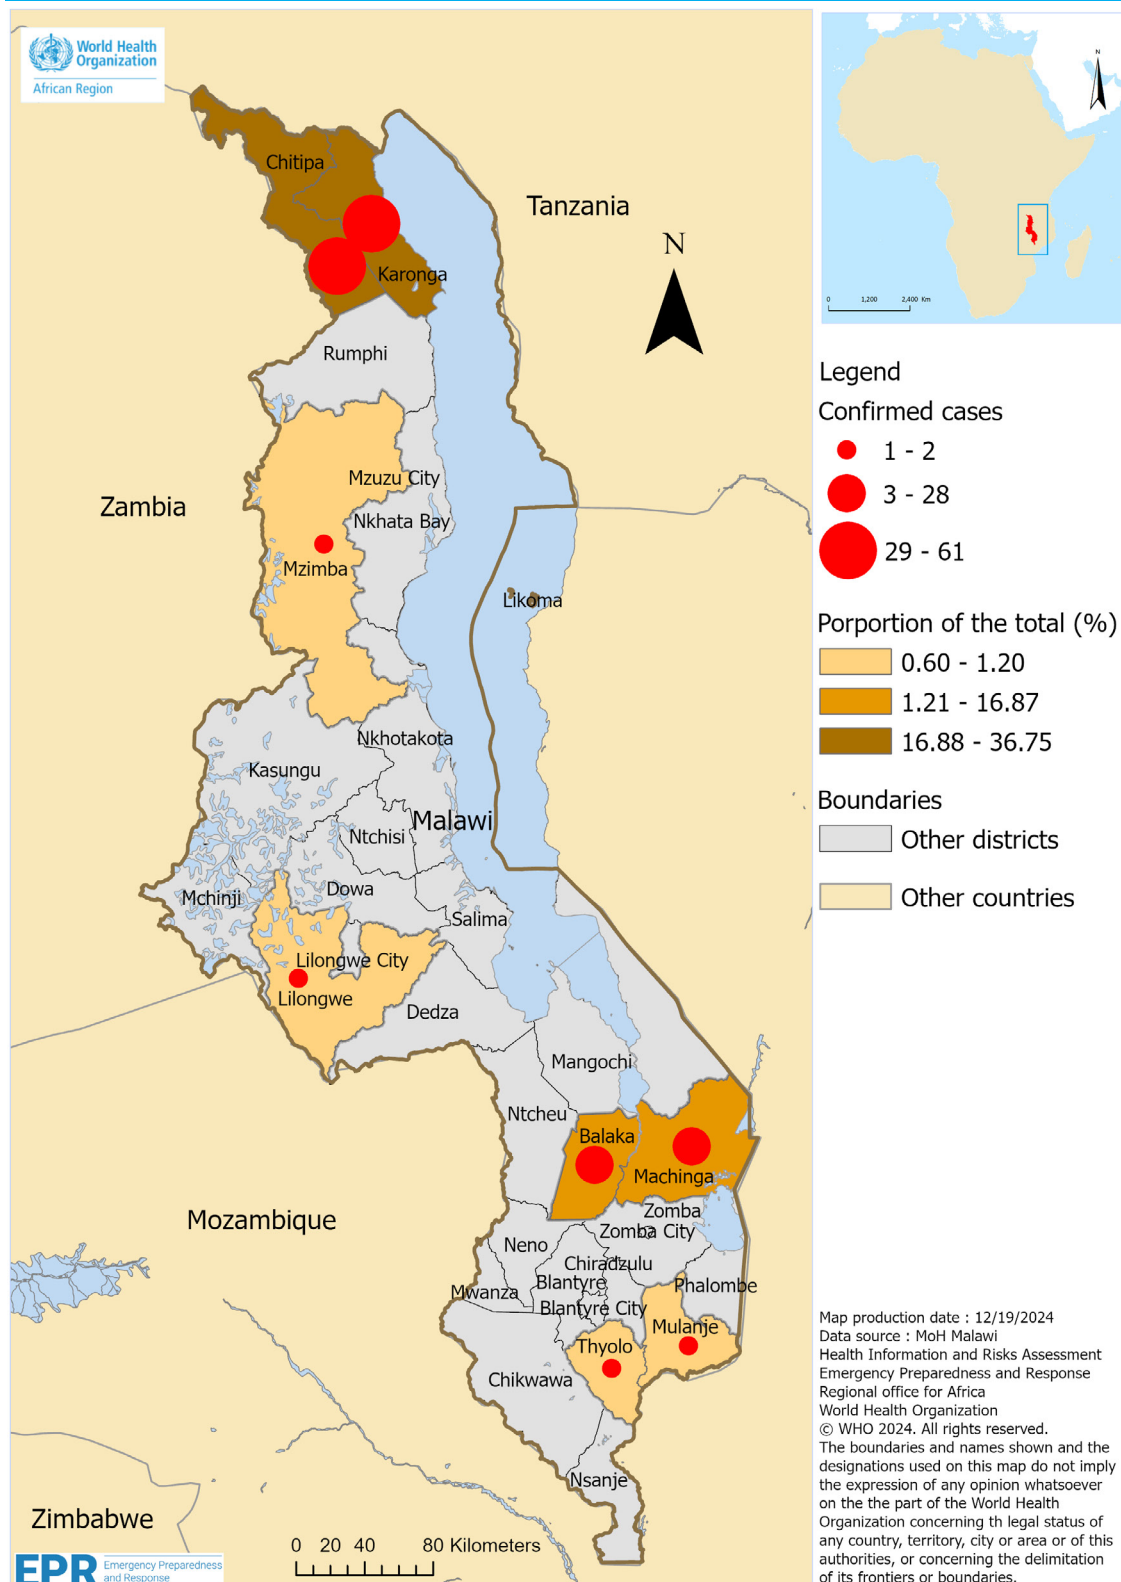 World Health
Organization
African Region
Chitipa
Tanzania
N
Karonga
Rumphi
Zambia
Mzuzu City
Nkhata Bay
Mzimba
Likoma
Nkhotakota
Kasungu
Malawi
Ntchisi
Dowa
Mchinji
Salima
Lilongwe City
Lilongwe
Dedza
Mangochi
Ntcheu
Balaka
Machinga
Mozambique
Zomba
Zomba City
Neno
Chiradzulu
Blantyre
Phalombe
Mwanza
Blantyre City
Mulanje
Thyolo
Chikwawa
Nsanje
Zimbabwe
0 20 40 80 Kilometers
EPR Emergency Preparedness
and Response
N
0 1,200 2,400 Km
Legend
Confirmed cases
1 - 2
3 - 28
29 - 61
Porportion of the total (%)
0.60 - 1.20
1.21 - 16.87
16.88 - 36.75
Boundaries
Other districts
Other countries
Map production date : 12/19/2024
Data source : MoH Malawi
Health Information and Risks Assessment
Emergency Preparedness and Response
Regional office for Africa
World Health Organization
© WHO 2024. All rights reserved.
The boundaries and names shown and the
designations used on this map do not imply
the expression of any opinion whatsoever
on the the part of the World Health
Organization concerning th legal status of
any country, territory, city or area or of this
authorities, or concerning the delimitation
of its frontiers or boundaries.